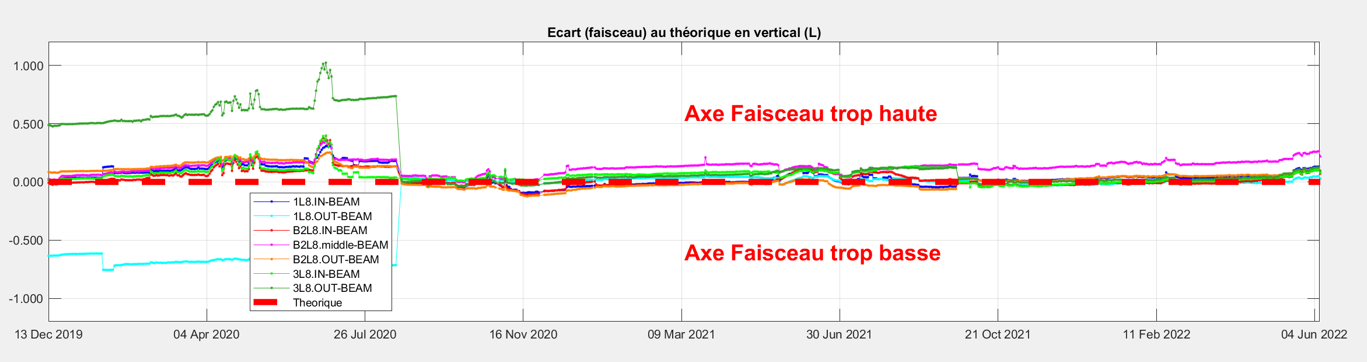 Ecart (faisceau) au théorique en vertical (L)
1.000
0.500
0.000
-0.500
-1.000
Axe Faisceau trop haute
Axe Faisceau trop basse
1L8.IN-BEAM
1L8.OUT-BEAM
B2L8.IN-BEAM
B2L8.middle-BEAM
B2L8.OUT-BEAM
3L8.IN-BEAM
3L8.OUT-BEAM
Theorique
13 Dec 2019 04 Apr 2020 26 Jul 2020 16 Nov 2020 09 Mar 2021 30 Jun 2021 21 Oct 2021 11 Feb 2022 04 Jun 2022